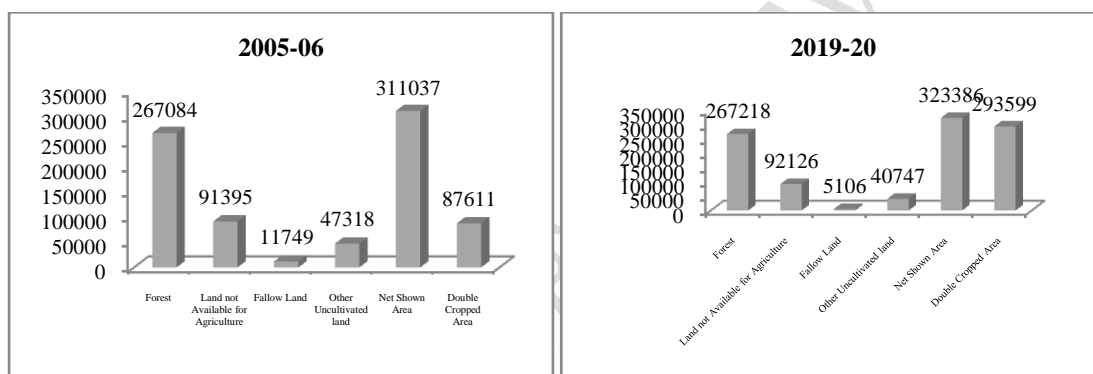 2005-06
350000
300000
250000
200000
150000
100000
50000
0
267084
91395
11749
47318
311037
87611
Forest
Land not
Available for
Agriculture
Fallow Land
Other
Uncultivated
land
Net Shown
Area
Double
Cropped
Area
2019-20
350000
300000
250000
200000
150000
100000
50000
0
267218
92126
5106
40747
323386
293599
Forest
Land not Available for Agriculture
Fallow Land
Other Uncultivated land
Net Shown Area
Double Cropped Area